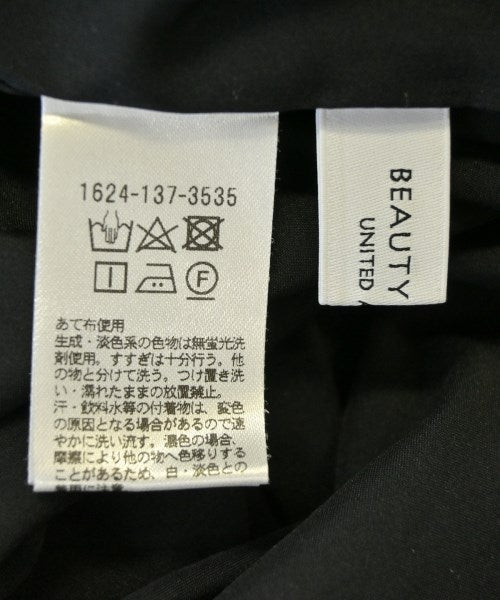 1624-137-3535
F
あて布使用
生成・淡色系の色物は無蛍光洗
剤使用。すすぎは十分行う。他
の物と分けて洗う。つけ置き洗
い・濡れたままの放置禁止。
汗・飲料水等の付着物は、変色
の原因となる場合があるので速
やかに洗い流す。濃色の場合、
摩擦により他の物へ色移りする
ことがあるため、白・淡色との
着用に注意
BEAUTY
UNITED